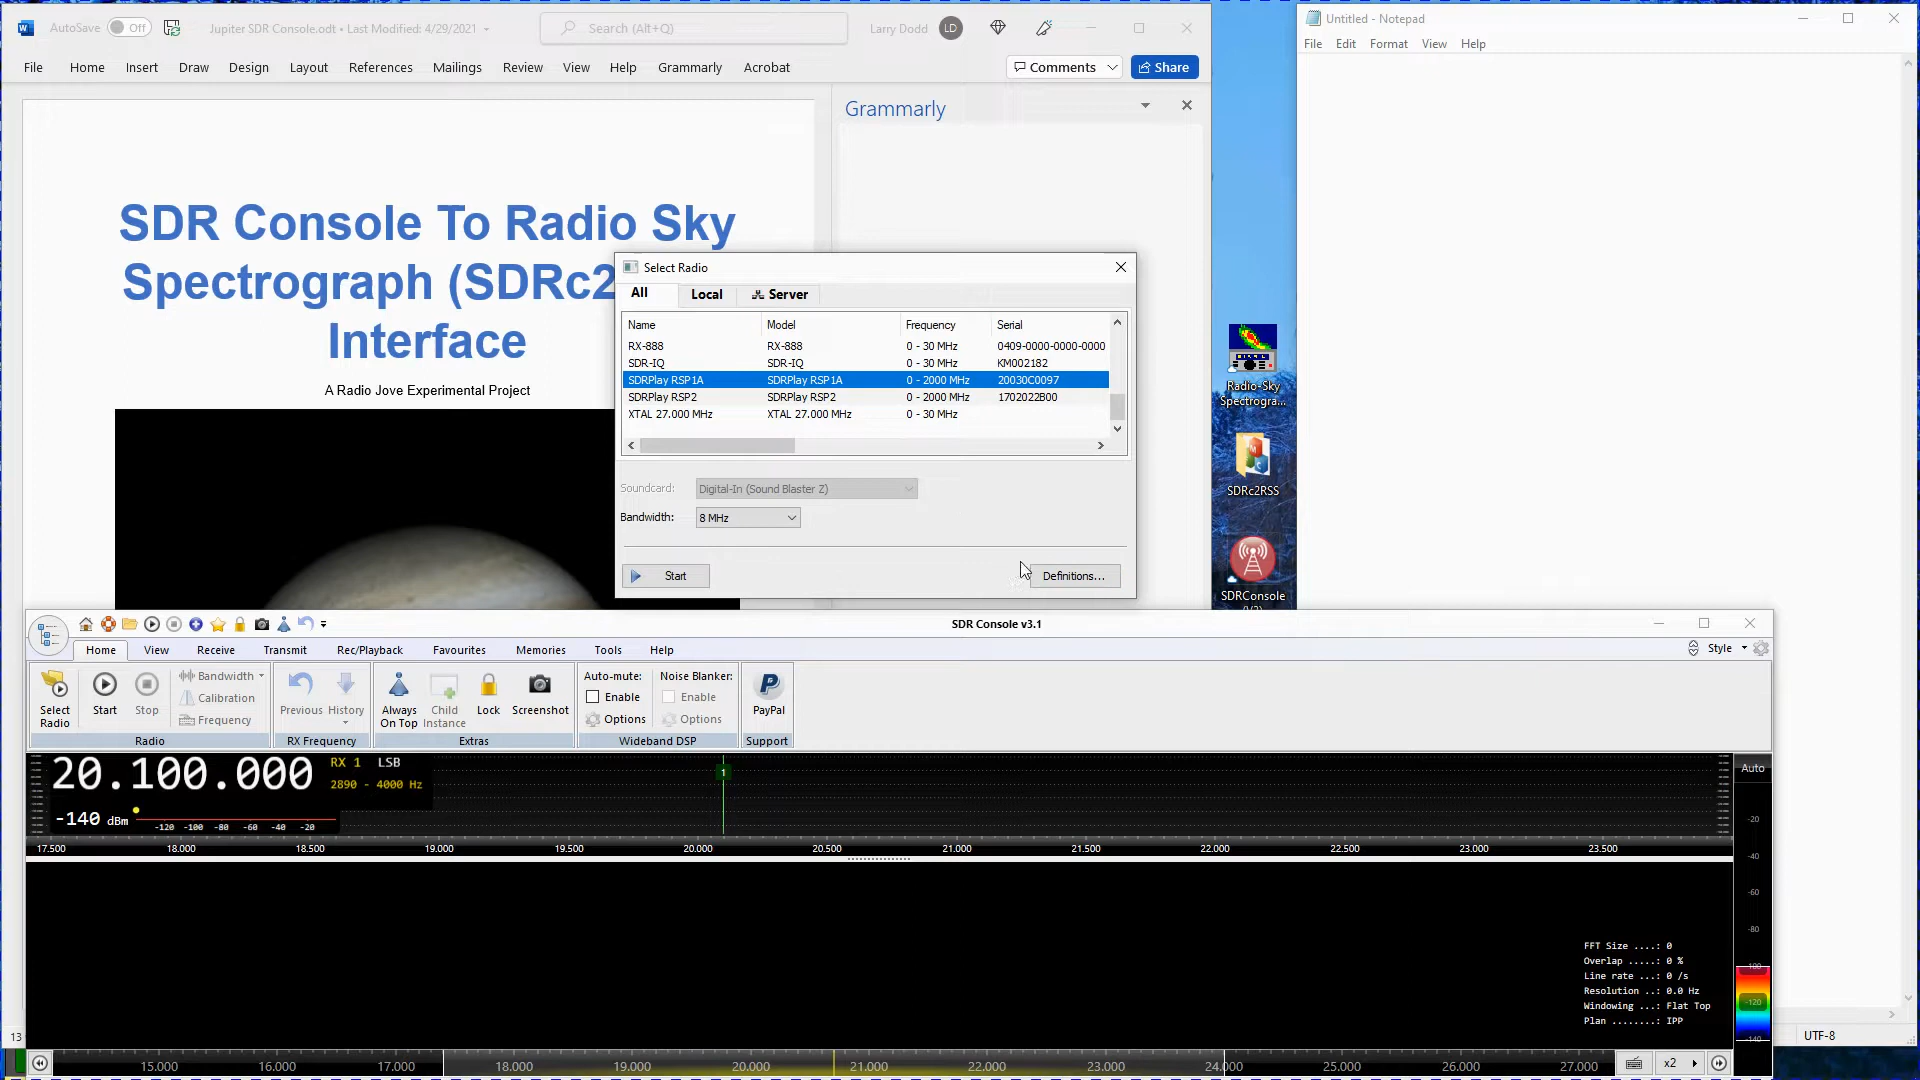 AutoSave Off Jupiter SDR Console.odt • Last Modified: 4/29/2021 Search (Alt+Q) Larry Dodd LD
File Home Insert Draw Design Layout References Mailings Review View Help Grammarly Acrobat Comments Share
Untitled - Notepad
File Edit Format View Help
Grammarly
SDR Console To Radio Sky
Spectrograph (SDRc2
Interface
A Radio Jove Experimental Project
Select Radio
All Local Server
Name Model Frequency Serial
RX-888 RX-888 0 - 30 MHz 0409-0000-0000-0000
SDR-IQ SDR-IQ 0 - 30 MHz KM002182
SDRPlay RSP1A SDRPlay RSP1A 0 - 2000 MHz 20030C0097
SDRPlay RSP2 SDRPlay RSP2 0 - 2000 MHz 1702022B00
XTAL 27.000 MHz XTAL 27.000 MHz 0 - 30 MHz
Soundcard: Digital-In (Sound Blaster Z)
Bandwidth: 8 MHz
Start Definitions...
Radio-Sky
Spectrogra...
SDRc2RSS
SDRConsole
(V3)
SDR Console v3.1
Home View Receive Transmit Rec/Playback Favourites Memories Tools Help Style
Select
Radio
Start
Stop
Bandwidth
Calibration
Frequency
Radio
Previous
History
RX Frequency
Always
On Top
Child
Instance
Lock
Screenshot
Extras
Auto-mute:
Enable
Options
Noise Blanker:
Enable
Options
Wideband DSP
PayPal
Support
20.100.000 RX 1 LSB
2890 - 4000 Hz
1
Auto
-140 dBm
-120 -100 -80 -60 -40 -20
17.500 18.000 18.500 19.000 19.500 20.000 20.500 21.000 21.500 22.000 22.500 23.000 23.500
-20
-40
-60
-80
-100
-120
-140
FFT Size ....: 0
Overlap .....: 0 %
Line rate ...: 0 /s
Resolution ..: 0.0 Hz
Windowing ...: Flat Top
Plan ........: IPP
13
UTF-8
15.000 16.000 17.000 18.000 19.000 20.000 21.000 22.000 23.000 24.000 25.000 26.000 27.000 x2